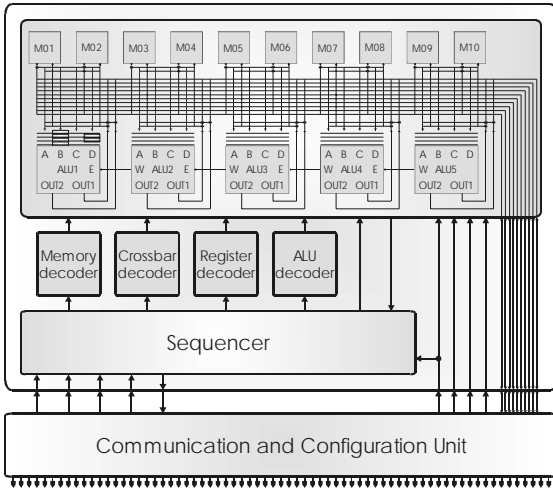 M01 M02 M03 M04 M05 M06 M07 M08 M09 M10
A B C D A B C D A B C D A B C D A B C D
ALU1 E W ALU2 E W ALU3 E W ALU4 E W ALU5
OUT2 OUT1 OUT2 OUT1 OUT2 OUT1 OUT2 OUT1 OUT2 OUT1
Memory Crossbar Register ALU
decoder decoder decoder decoder
Sequencer
Communication and Configuration Unit